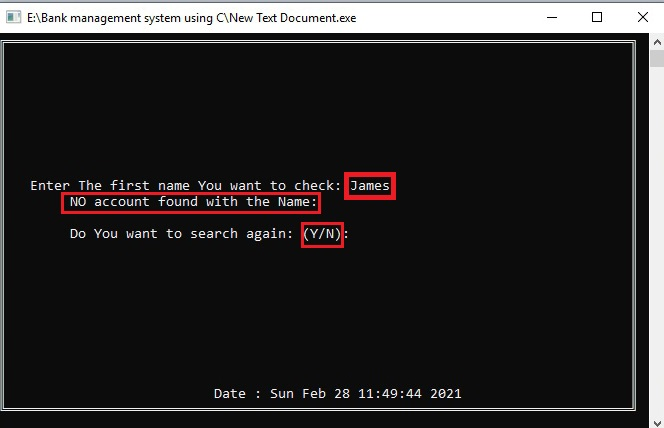 E:\Bank management system using C\New Text Document.exe
Enter The first name You want to check: James
NO account found with the Name:
Do You want to search again: (Y/N):
Date : Sun Feb 28 11:49:44 2021